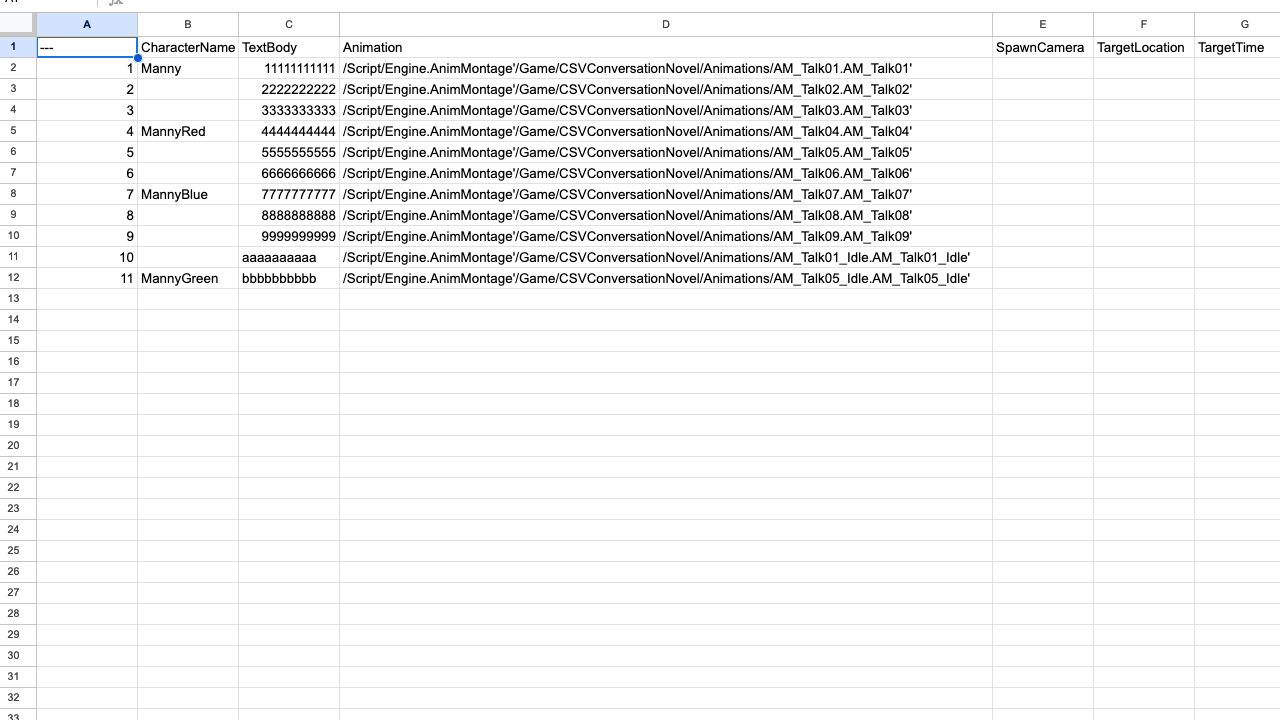 A B C D E F G
1 --- CharacterName TextBody Animation SpawnCamera TargetLocation TargetTime
2 1 Manny 11111111111 /Script/Engine.AnimMontage'/Game/CSVConversationNovel/Animations/AM_Talk01.AM_Talk01'
3 2 2222222222 /Script/Engine.AnimMontage'/Game/CSVConversationNovel/Animations/AM_Talk02.AM_Talk02'
4 3 3333333333 /Script/Engine.AnimMontage'/Game/CSVConversationNovel/Animations/AM_Talk03.AM_Talk03'
5 4 MannyRed 4444444444 /Script/Engine.AnimMontage'/Game/CSVConversationNovel/Animations/AM_Talk04.AM_Talk04'
6 5 5555555555 /Script/Engine.AnimMontage'/Game/CSVConversationNovel/Animations/AM_Talk05.AM_Talk05'
7 6 6666666666 /Script/Engine.AnimMontage'/Game/CSVConversationNovel/Animations/AM_Talk06.AM_Talk06'
8 7 MannyBlue 7777777777 /Script/Engine.AnimMontage'/Game/CSVConversationNovel/Animations/AM_Talk07.AM_Talk07'
9 8 8888888888 /Script/Engine.AnimMontage'/Game/CSVConversationNovel/Animations/AM_Talk08.AM_Talk08'
10 9 9999999999 /Script/Engine.AnimMontage'/Game/CSVConversationNovel/Animations/AM_Talk09.AM_Talk09'
11 10 aaaaaaaaaa /Script/Engine.AnimMontage'/Game/CSVConversationNovel/Animations/AM_Talk01_Idle.AM_Talk01_Idle'
12 11 MannyGreen bbbbbbbbbb /Script/Engine.AnimMontage'/Game/CSVConversationNovel/Animations/AM_Talk05_Idle.AM_Talk05_Idle'
13
14
15
16
17
18
19
20
21
22
23
24
25
26
27
28
29
30
31
32
33